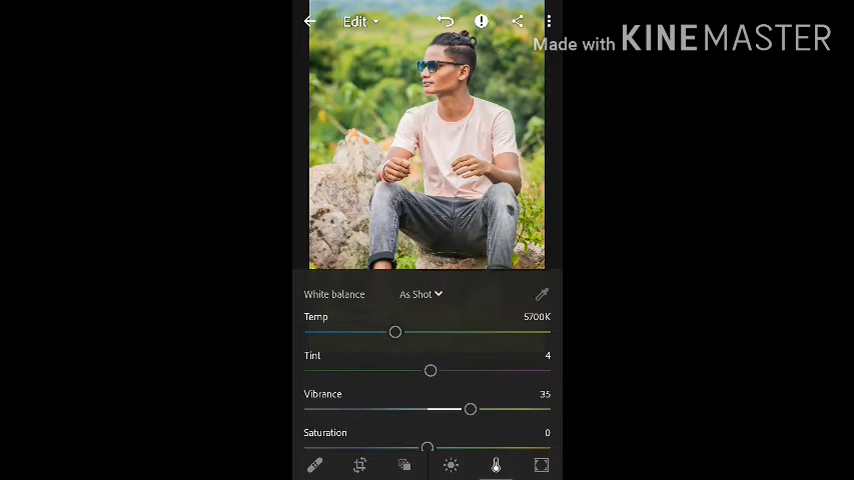 Edit
Made with KINEMASTER
White balance As Shot
Temp 5700K
Tint 4
Vibrance 35
Saturation 0